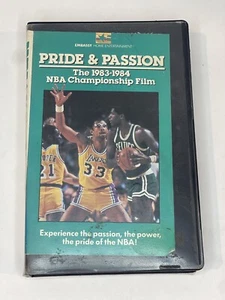 EMBASSY HOME ENTERTAINMENT
PRIDE & PASSION
The 1983-1984
NBA Championship Film
21
33
Experience the passion, the power,
the pride of the NBA!